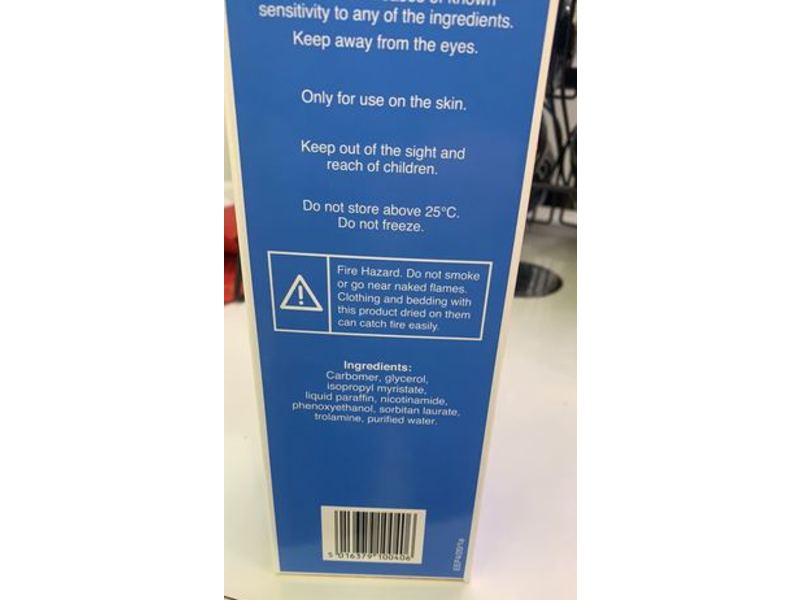 of known
sensitivity to any of the ingredients.
Keep away from the eyes.
Only for use on the skin.
Keep out of the sight and
reach of children.
Do not store above 25°C.
Do not freeze.
Fire Hazard. Do not smoke
or go near naked flames.
Clothing and bedding with
this product dried on them
can catch fire easily.
Ingredients:
Carbomer, glycerol,
isopropyl myristate,
liquid paraffin, nicotinamide,
phenoxyethanol, sorbitan laurate,
trolamine, purified water.
5 016379 100406